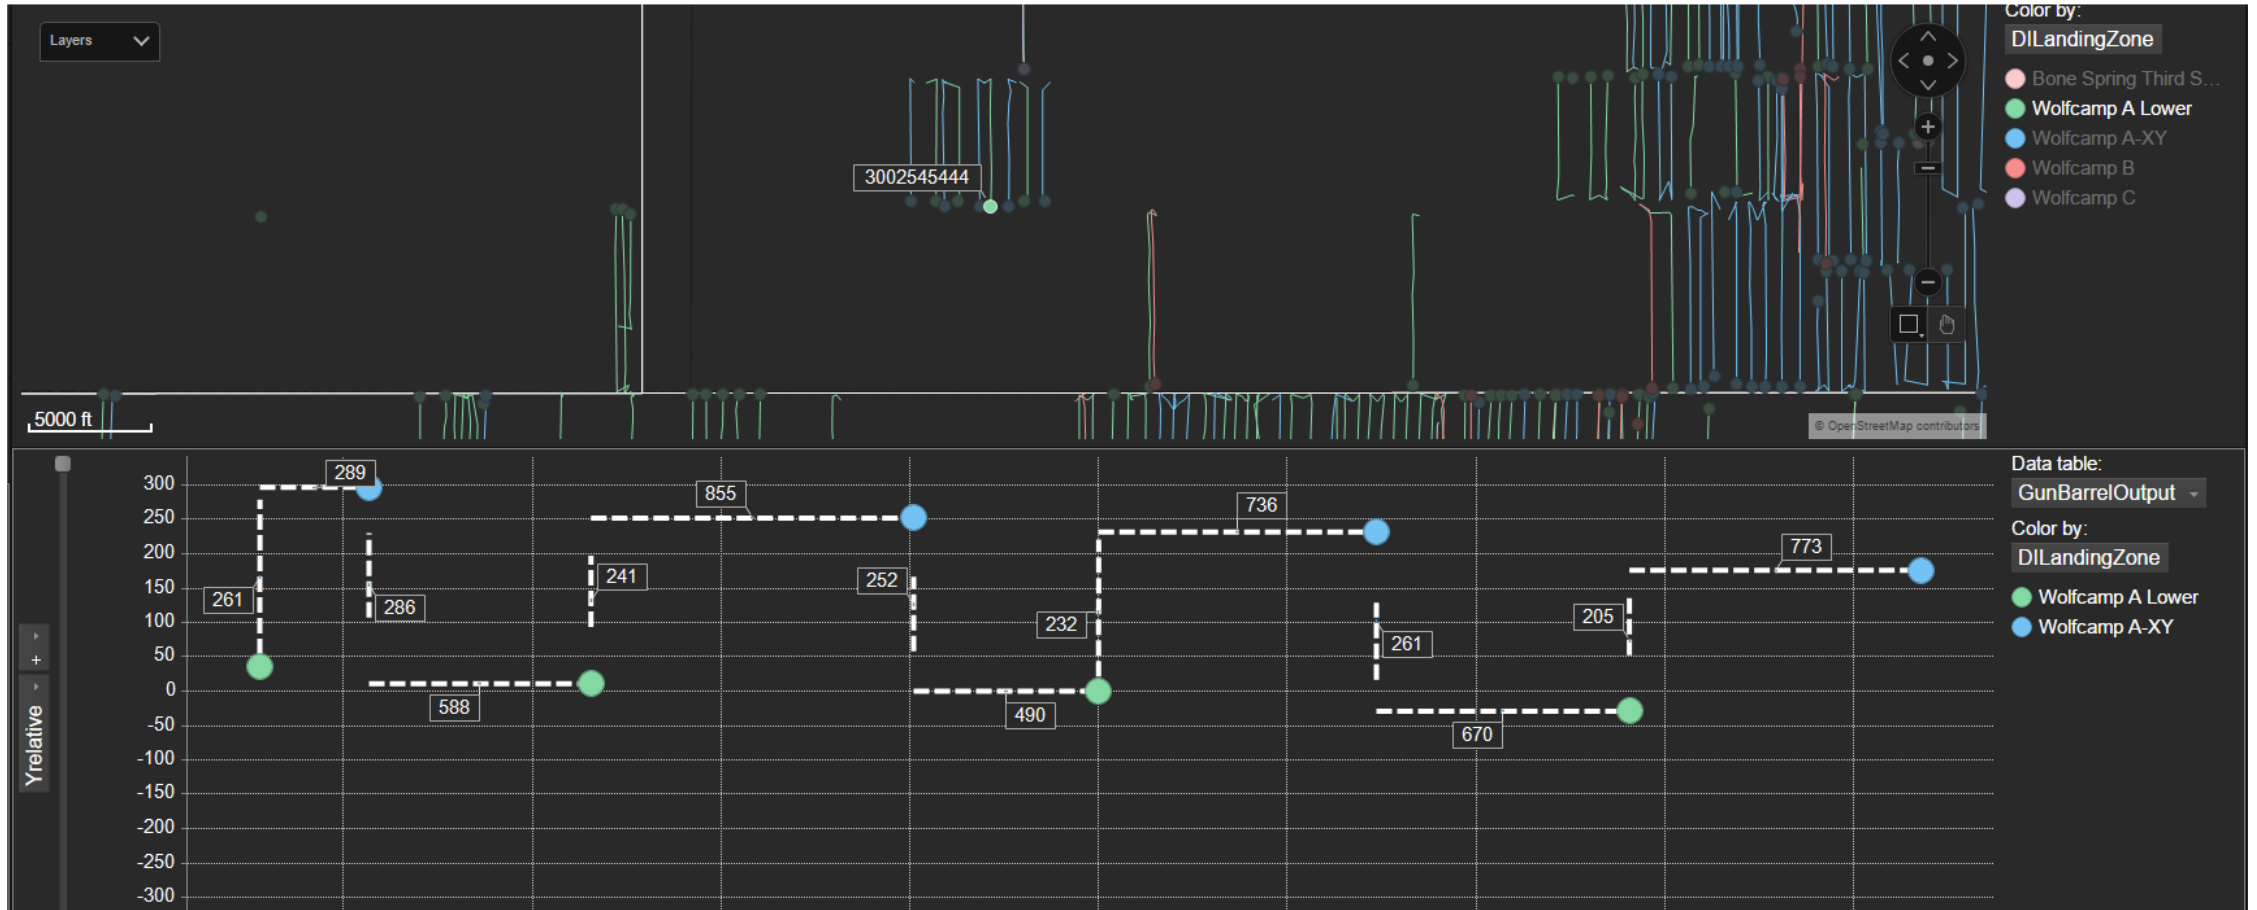 Layers
3002545444
5000 ft
© OpenStreetMap contributors
Color by:
DILandingZone
Bone Spring Third S...
Wolfcamp A Lower
Wolfcamp A-XY
Wolfcamp B
Wolfcamp C
+
Yrelative
300
250
200
150
100
50
0
-50
-100
-150
-200
-250
-300
289
855
736
773
261
286
241
252
232
261
205
588
490
670
Data table:
GunBarrelOutput
Color by:
DILandingZone
Wolfcamp A Lower
Wolfcamp A-XY